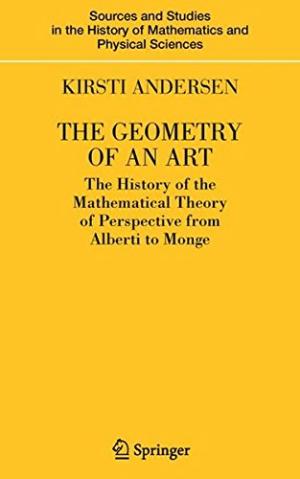 Sources and Studies
in the History of Mathematics and
Physical Sciences
KIRSTI ANDERSEN
THE GEOMETRY
OF AN ART
The History of the
Mathematical Theory
of Perspective from
Alberti to Monge
Springer